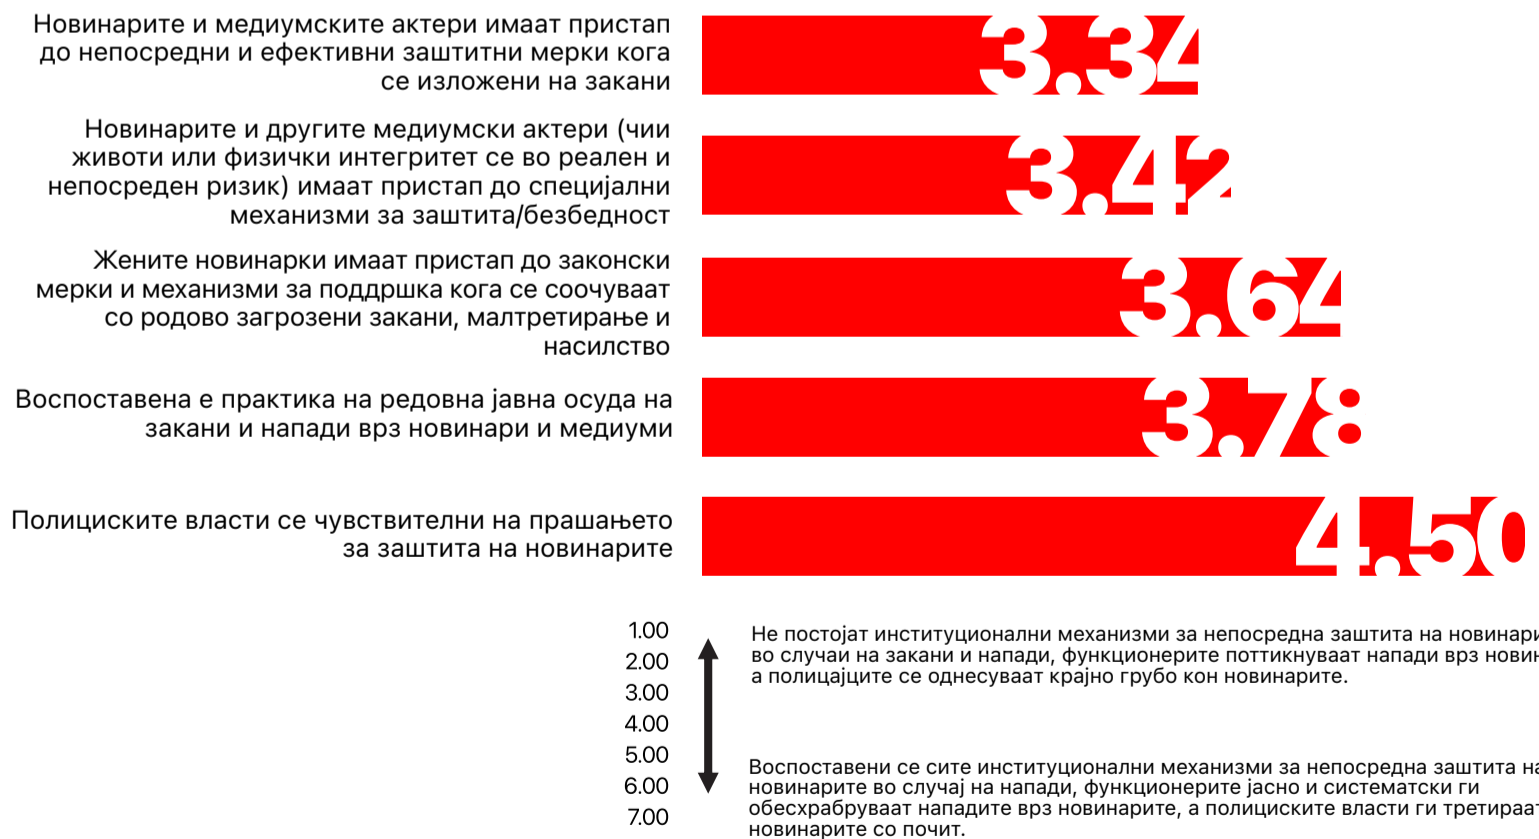 Новинарите и медиумските актери имаат пристап
до непосредни и ефективни заштитни мерки кога
се изложени на закани
3.34
Новинарите и другите медиумски актери (чии
животи или физички интегритет се во реален и
непосреден ризик) имаат пристап до специјални
механизми за заштита/безбедност
3.42
Жените новинарки имаат пристап до законски
мерки и механизми за поддршка кога се соочуваат
со родово загрозени закани, малтретирање и
насилство
3.64
Воспоставена е практика на редовна јавна осуда на
закани и напади врз новинари и медиуми
3.78
Полициските власти се чувствителни на прашањето
за заштита на новинарите
4.50
1.00
2.00
3.00
4.00
5.00
6.00
7.00
Не постојат институционални механизми за непосредна заштита на
во случаи на закани и напади, функционерите поттикнуваат напади врз
а полицајците се однесуваат крајно грубо кон новинарите.
Воспоставени се сите институционални механизми за непосредна заштита на
новинарите во случај на напади, функционерите јасно и систематски ги
обесхрабруваат нападите врз новинарите, а полициските власти ги третираат
новинарите со почит.